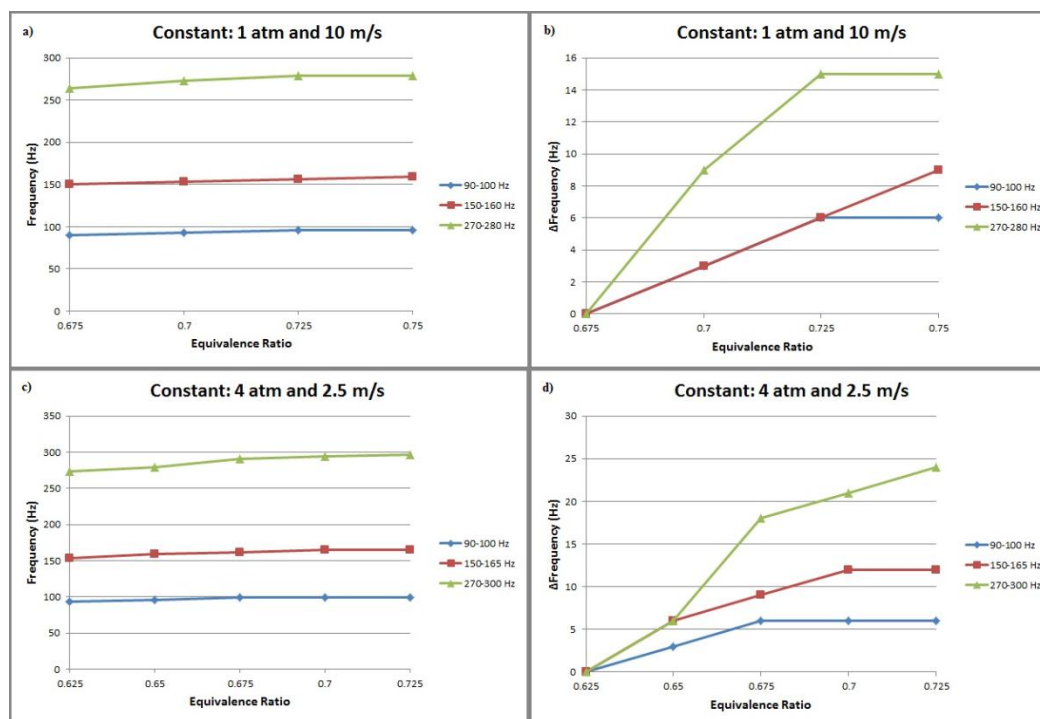 a)
Constant: 1 atm and 10 m/s
300
250
200
150
100
50
0
Frequency (Hz)
0.675 0.7 0.725 0.75
Equivalence Ratio
90-100 Hz
150-160 Hz
270-280 Hz
b)
Constant: 1 atm and 10 m/s
16
14
12
10
8
6
4
2
0
ΔFrequency (Hz)
0.675 0.7 0.725 0.75
Equivalence Ratio
90-100 Hz
150-160 Hz
270-280 Hz
c)
Constant: 4 atm and 2.5 m/s
350
300
250
200
150
100
50
0
Frequency (Hz)
0.625 0.65 0.675 0.7 0.725
Equivalence Ratio
90-100 Hz
150-165 Hz
270-300 Hz
d)
Constant: 4 atm and 2.5 m/s
30
25
20
15
10
5
0
ΔFrequency (Hz)
0.625 0.65 0.675 0.7 0.725
Equivalence Ratio
90-100 Hz
150-165 Hz
270-300 Hz